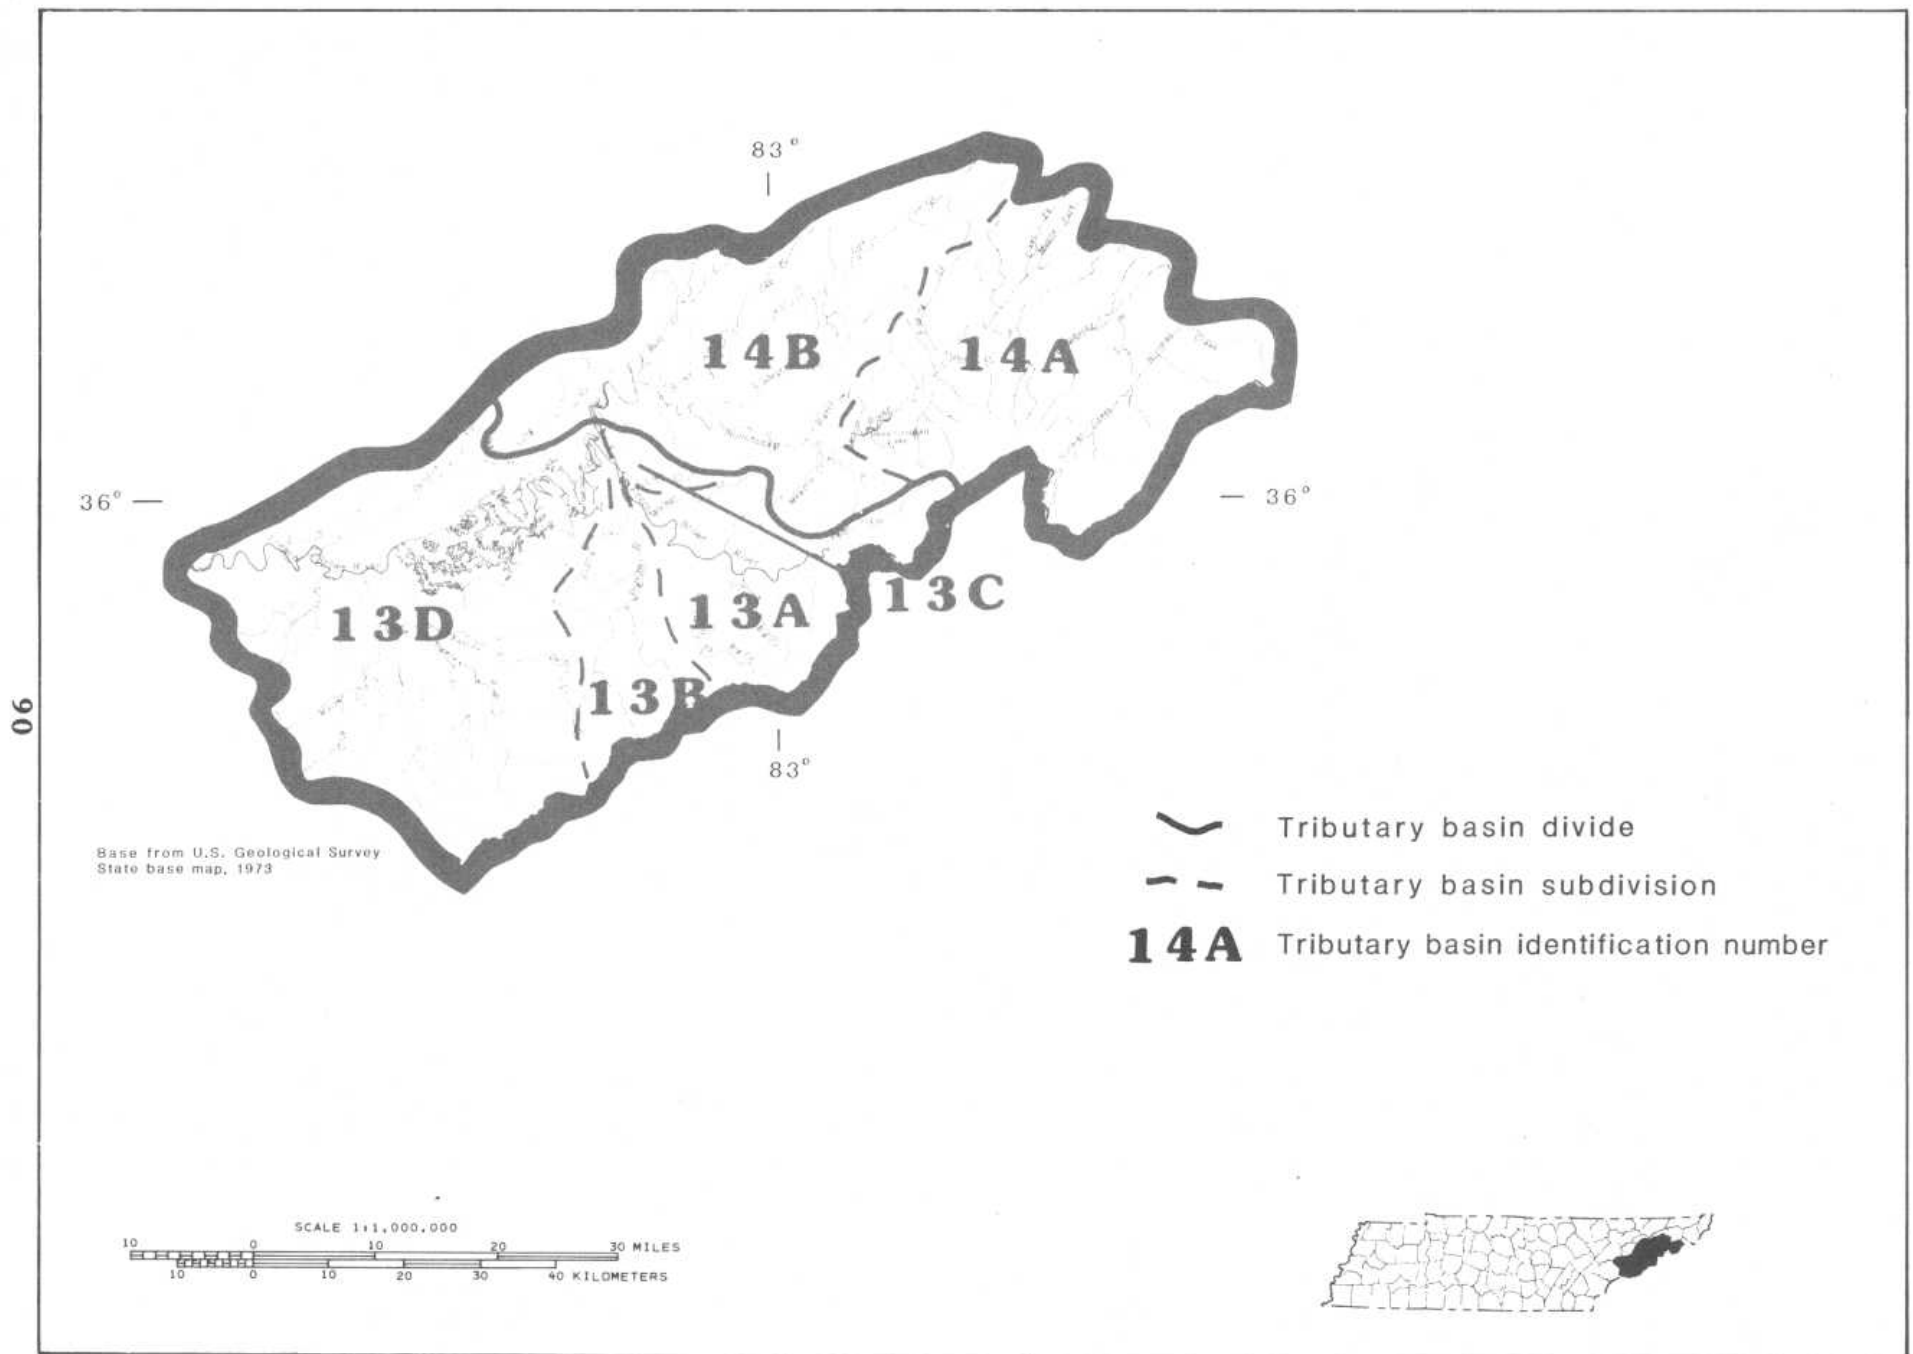 83°
14B
14A
36°
36°
13D
13A
13C
13B
83°
90
Base from U.S. Geological Survey
State base map, 1973
Tributary basin divide
Tributary basin subdivision
14A Tributary basin identification number
SCALE 1:1,000,000
10 0 10 20 30 MILES
10 0 10 20 30 40 KILOMETERS